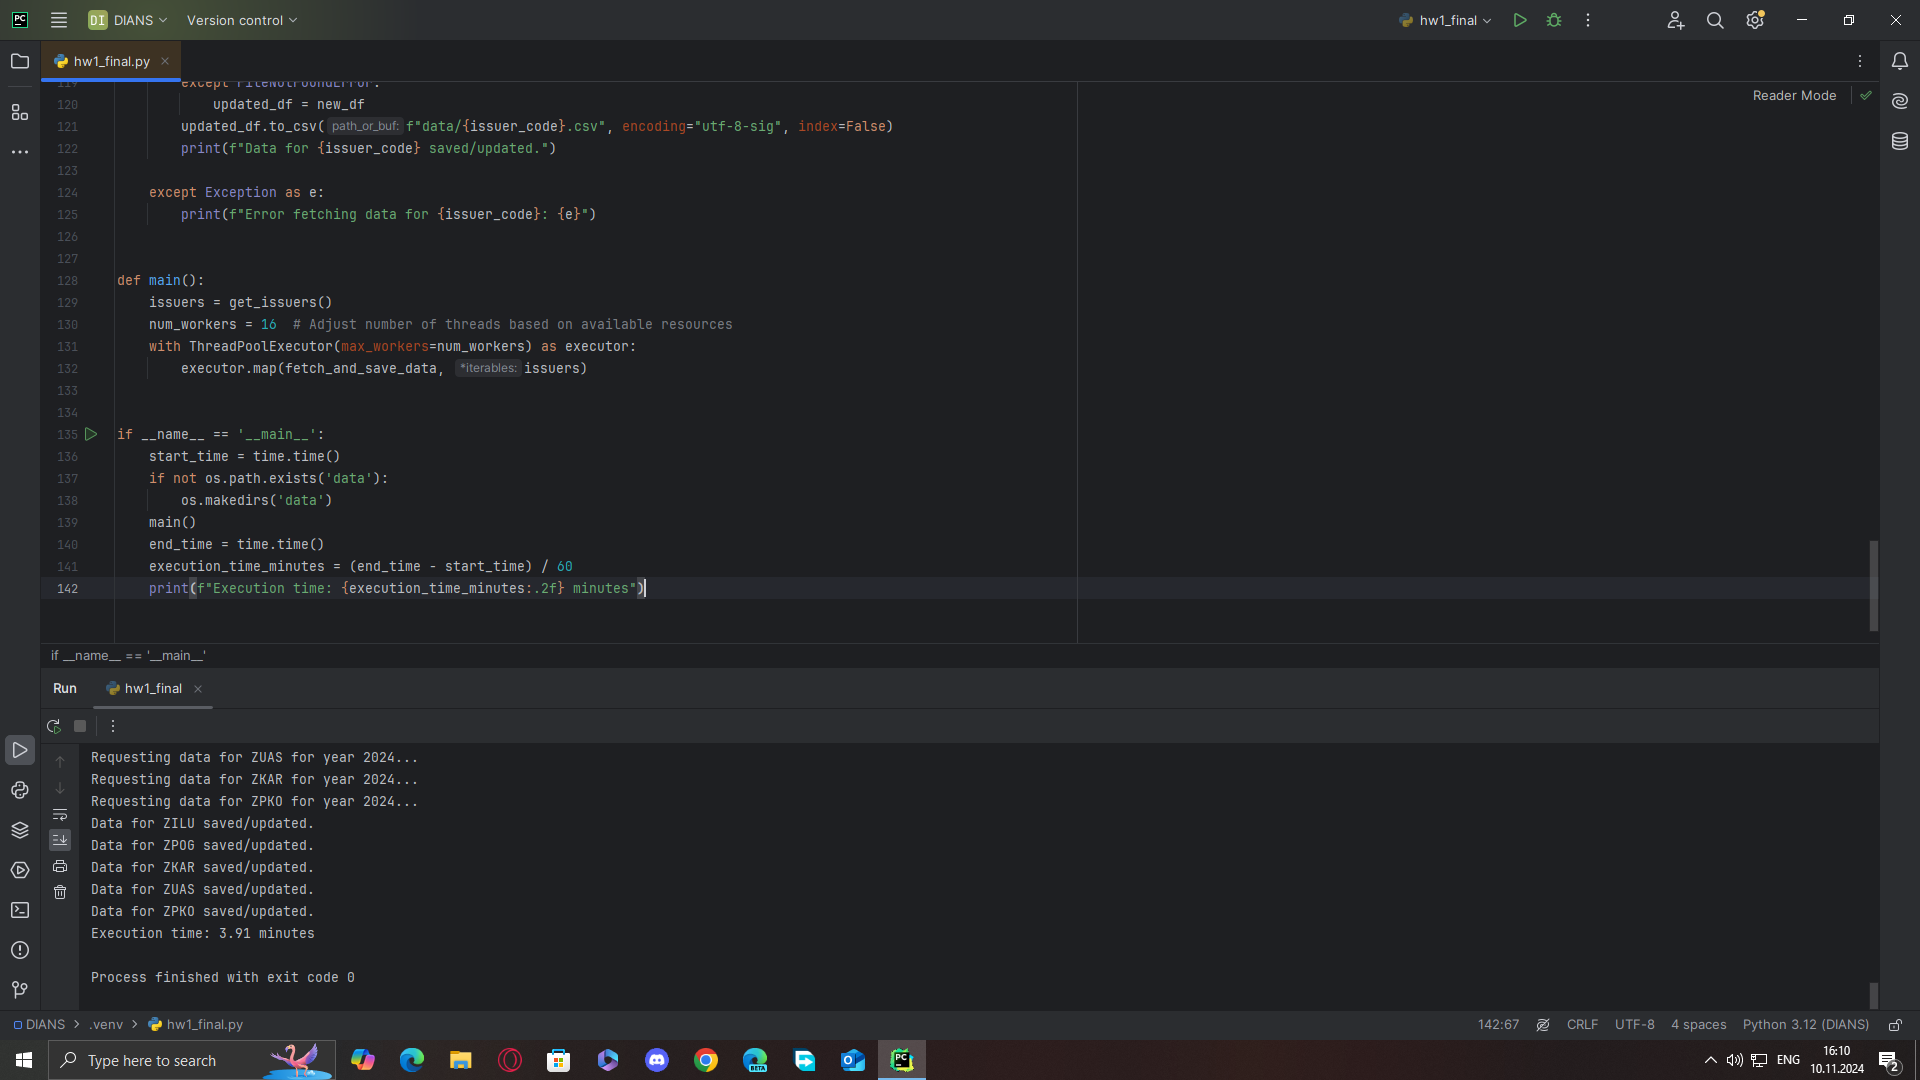 PC
DI DIANS Version control hw1_final
hw1_final.py
Reader Mode
119 except FileNotFoundError:
120 updated_df = new_df
121 updated_df.to_csv( path_or_buf: f"data/{issuer_code}.csv", encoding="utf-8-sig", index=False)
122 print(f"Data for {issuer_code} saved/updated.")
123
124 except Exception as e:
125 print(f"Error fetching data for {issuer_code}: {e}")
126
127
128 def main():
129 issuers = get_issuers()
130 num_workers = 16 # Adjust number of threads based on available resources
131 with ThreadPoolExecutor(max_workers=num_workers) as executor:
132 executor.map(fetch_and_save_data, *iterables: issuers)
133
134
135 if __name__ == '__main__':
136 start_time = time.time()
137 if not os.path.exists('data'):
138 os.makedirs('data')
139 main()
140 end_time = time.time()
141 execution_time_minutes = (end_time - start_time) / 60
142 print(f"Execution time: {execution_time_minutes:.2f} minutes")
if __name__ == '__main__'
Run hw1_final
Requesting data for ZUAS for year 2024...
Requesting data for ZKAR for year 2024...
Requesting data for ZPKO for year 2024...
Data for ZILU saved/updated.
Data for ZPOG saved/updated.
Data for ZKAR saved/updated.
Data for ZUAS saved/updated.
Data for ZPKO saved/updated.
Execution time: 3.91 minutes
Process finished with exit code 0
DIANS > .venv > hw1_final.py
142:67 CRLF UTF-8 4 spaces Python 3.12 (DIANS)
Type here to search
BETA
PC
ENG
16:10
10.11.2024
2